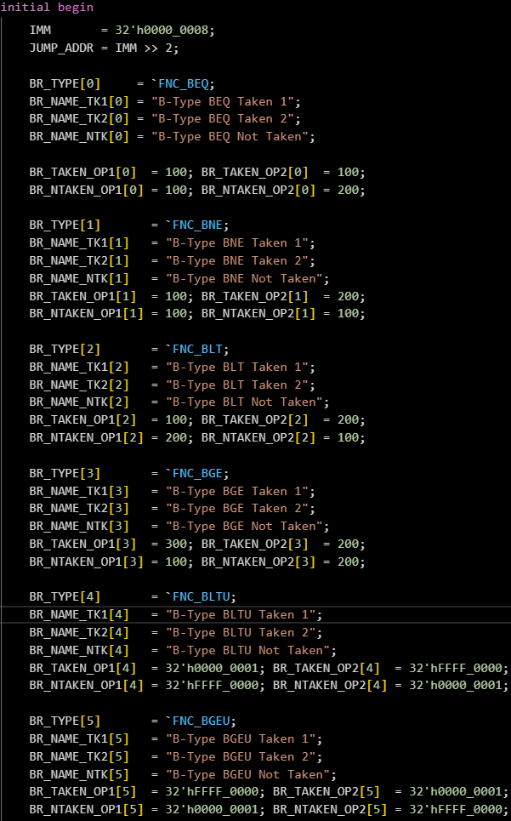 initial begin
IMM = 32'h0000_0008;
JUMP_ADDR = IMM >> 2;
BR_TYPE[0] = `FNC_BEQ;
BR_NAME_TK1[0] = "B-Type BEQ Taken 1";
BR_NAME_TK2[0] = "B-Type BEQ Taken 2";
BR_NAME_NTK[0] = "B-Type BEQ Not Taken";
BR_TAKEN_OP1[0] = 100; BR_TAKEN_OP2[0] = 100;
BR_NTAKEN_OP1[0] = 100; BR_NTAKEN_OP2[0] = 200;
BR_TYPE[1] = `FNC_BNE;
BR_NAME_TK1[1] = "B-Type BNE Taken 1";
BR_NAME_TK2[1] = "B-Type BNE Taken 2";
BR_NAME_NTK[1] = "B-Type BNE Not Taken";
BR_TAKEN_OP1[1] = 100; BR_TAKEN_OP2[1] = 200;
BR_NTAKEN_OP1[1] = 100; BR_NTAKEN_OP2[1] = 100;
BR_TYPE[2] = `FNC_BLT;
BR_NAME_TK1[2] = "B-Type BLT Taken 1";
BR_NAME_TK2[2] = "B-Type BLT Taken 2";
BR_NAME_NTK[2] = "B-Type BLT Not Taken";
BR_TAKEN_OP1[2] = 100; BR_TAKEN_OP2[2] = 200;
BR_NTAKEN_OP1[2] = 200; BR_NTAKEN_OP2[2] = 100;
BR_TYPE[3] = `FNC_BGE;
BR_NAME_TK1[3] = "B-Type BGE Taken 1";
BR_NAME_TK2[3] = "B-Type BGE Taken 2";
BR_NAME_NTK[3] = "B-Type BGE Not Taken";
BR_TAKEN_OP1[3] = 300; BR_TAKEN_OP2[3] = 200;
BR_NTAKEN_OP1[3] = 100; BR_NTAKEN_OP2[3] = 200;
BR_TYPE[4] = `FNC_BLTU;
BR_NAME_TK1[4] = "B-Type BLTU Taken 1";
BR_NAME_TK2[4] = "B-Type BLTU Taken 2";
BR_NAME_NTK[4] = "B-Type BLTU Not Taken";
BR_TAKEN_OP1[4] = 32'h0000_0001; BR_TAKEN_OP2[4] = 32'hFFFF_0000;
BR_NTAKEN_OP1[4] = 32'hFFFF_0000; BR_NTAKEN_OP2[4] = 32'h0000_0001;
BR_TYPE[5] = `FNC_BGEU;
BR_NAME_TK1[5] = "B-Type BGEU Taken 1";
BR_NAME_TK2[5] = "B-Type BGEU Taken 2";
BR_NAME_NTK[5] = "B-Type BGEU Not Taken";
BR_TAKEN_OP1[5] = 32'hFFFF_0000; BR_TAKEN_OP2[5] = 32'h0000_0001;
BR_NTAKEN_OP1[5] = 32'h0000_0001; BR_NTAKEN_OP2[5] = 32'hFFFF_0000;